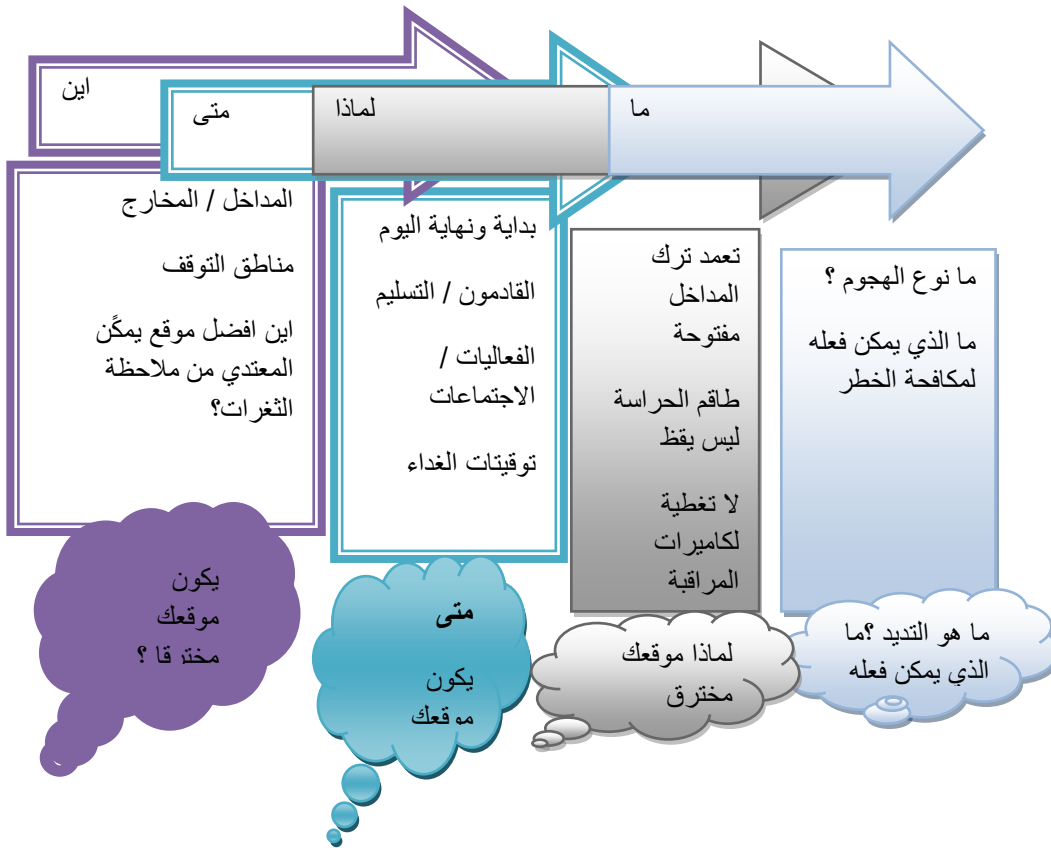 اين
متى
لماذا
ما
المداخل / المخارج
مناطق التوقف
اين افضل موقع يمكًن
المعتدي من ملاحظة
الثغرات؟
بداية ونهاية اليوم
القادمون / التسليم
الفعاليات /
الاجتماعات
توقيتات الغداء
تعمد ترك
المداخل
مفتوحة
طاقم الحراسة
ليس يقظ
لا تغطية
لكاميرات
المراقبة
ما نوع الهجوم ؟
ما الذي يمكن فعله
لمكافحة الخطر
يكون
موقعك
مخترقا ؟
متى
يكون
موقعك
لماذا موقعك
مخترق
ما هو التديد ؟ما
الذي يمكن فعله